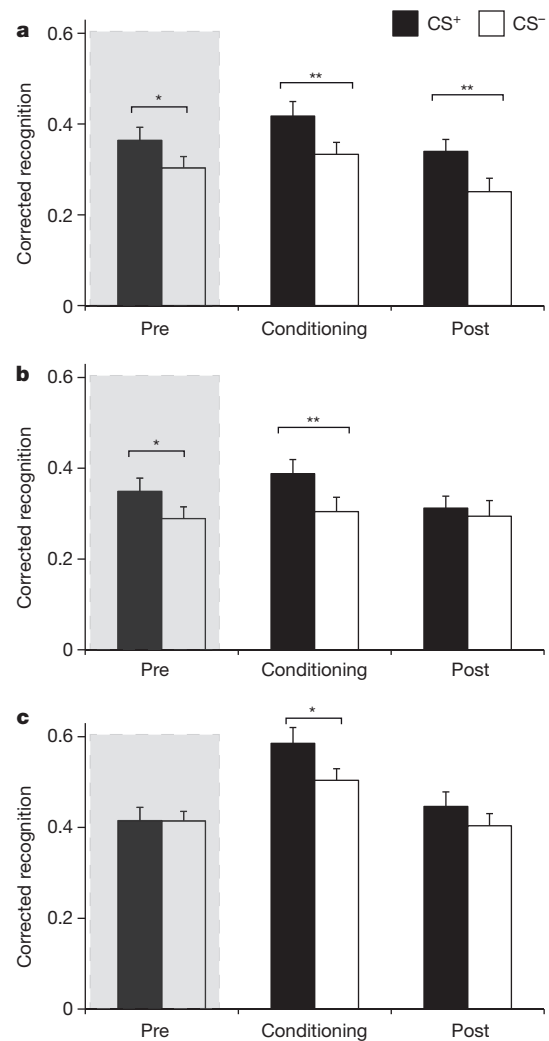 a
CS⁺ CS⁻
Corrected recognition
0.6
0.4
0.2
0
* ** **
Pre Conditioning Post
b
Corrected recognition
0.6
0.4
0.2
0
* **
Pre Conditioning Post
c
Corrected recognition
0.6
0.4
0.2
0
*
Pre Conditioning Post